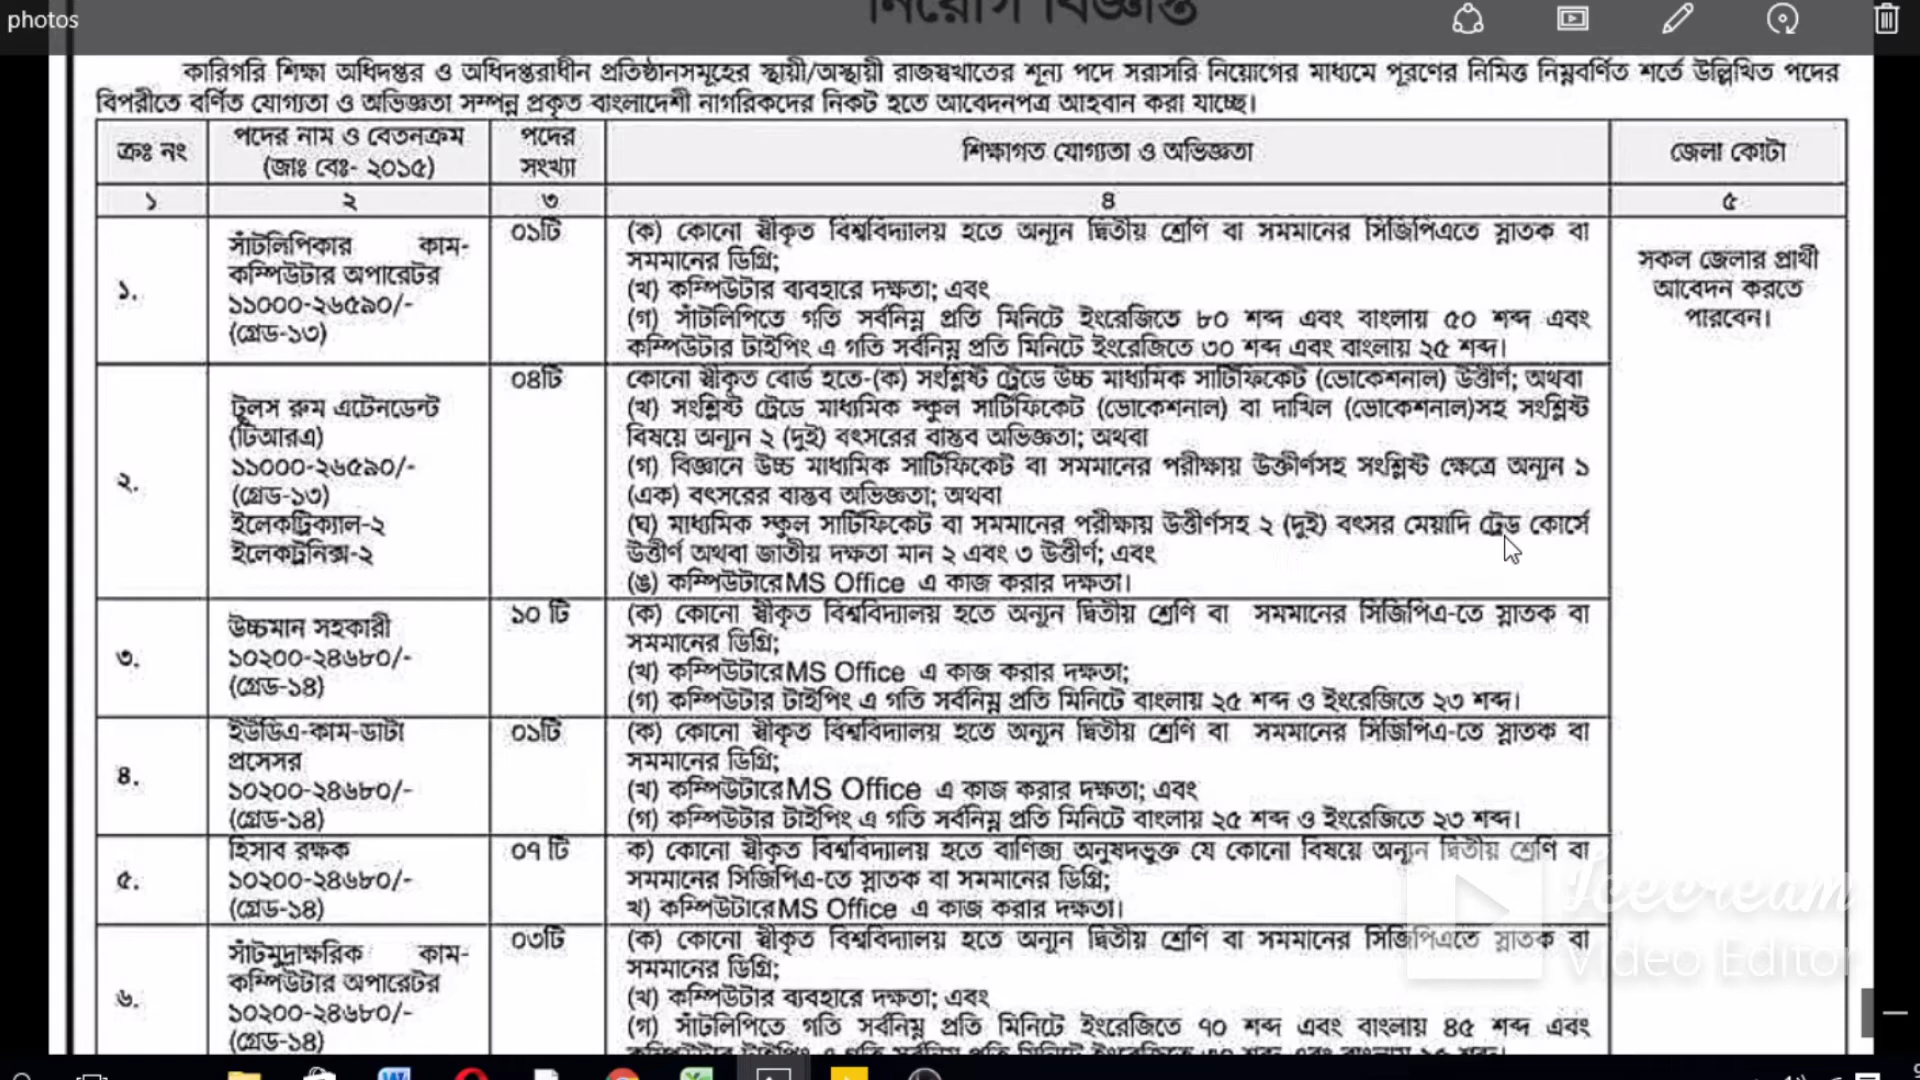 photos
নিয়োগ বিজ্ঞপ্তি
কারিগরি শিক্ষা অধিদপ্তর ও অধিদপ্তরাধীন প্রতিষ্ঠানসমূহের স্থায়ী/অস্থায়ী রাজস্বখাতের শূন্য পদে সরাসরি নিয়োগের মাধ্যমে পূরণের নিমিত্ত নিম্নবর্ণিত শর্তে উল্লিখিত পদের
বিপরীতে বর্ণিত যোগ্যতা ও অভিজ্ঞতা সম্পন্ন প্রকৃত বাংলাদেশী নাগরিকদের নিকট হতে আবেদনপত্র আহবান করা যাচ্ছে।
ক্রঃ নং
পদের নাম ও বেতনক্রম
(জাঃ বেঃ- ২০১৫)
পদের
সংখ্যা
শিক্ষাগত যোগ্যতা ও অভিজ্ঞতা
জেলা কোটা
১ ২ ৩ ৪ ৫
১.
সাঁটলিপিকার কাম-
কম্পিউটার অপারেটর
১১০০০-২৬৫৯০/-
(গ্রেড-১৩)
০১টি
(ক) কোনো স্বীকৃত বিশ্ববিদ্যালয় হতে অন্যূন দ্বিতীয় শ্রেণি বা সমমানের সিজিপিএতে স্নাতক বা
সমমানের ডিগ্রি;
(খ) কম্পিউটার ব্যবহারে দক্ষতা; এবং
(গ) সাঁটলিপিতে গতি সর্বনিম্ন প্রতি মিনিটে ইংরেজিতে ৮০ শব্দ এবং বাংলায় ৫০ শব্দ এবং
কম্পিউটার টাইপিং এ গতি সর্বনিম্ন প্রতি মিনিটে ইংরেজিতে ৩০ শব্দ এবং বাংলায় ২৫ শব্দ।
সকল জেলার প্রার্থী
আবেদন করতে
পারবেন।
২.
টুলস রুম এটেনডেন্ট
(টিআরএ)
১১০০০-২৬৫৯০/-
(গ্রেড-১৩)
ইলেকট্রিক্যাল-২
ইলেকট্রনিক্স-২
০৪টি
কোনো স্বীকৃত বোর্ড হতে-(ক) সংশ্লিষ্ট ট্রেডে উচ্চ মাধ্যমিক সার্টিফিকেট (ভোকেশনাল) উত্তীর্ণ; অথবা
(খ) সংশ্লিষ্ট ট্রেডে মাধ্যমিক স্কুল সার্টিফিকেট (ভোকেশনাল) বা দাখিল (ভোকেশনাল)সহ সংশ্লিষ্ট
বিষয়ে অন্যূন ২ (দুই) বৎসরের বাস্তব অভিজ্ঞতা; অথবা
(গ) বিজ্ঞানে উচ্চ মাধ্যমিক সার্টিফিকেট বা সমমানের পরীক্ষায় উত্তীর্ণসহ সংশ্লিষ্ট ক্ষেত্রে অন্যূন ১
(এক) বৎসরের বাস্তব অভিজ্ঞতা; অথবা
(ঘ) মাধ্যমিক স্কুল সার্টিফিকেট বা সমমানের পরীক্ষায় উত্তীর্ণসহ ২ (দুই) বৎসর মেয়াদি ট্রেড কোর্সে
উত্তীর্ণ অথবা জাতীয় দক্ষতা মান ২ এবং ৩ উত্তীর্ণ; এবং
(ঙ) কম্পিউটারে MS Office এ কাজ করার দক্ষতা।
৩.
উচ্চমান সহকারী
১০২০০-২৪৬৮০/-
(গ্রেড-১৪)
১০ টি
(ক) কোনো স্বীকৃত বিশ্ববিদ্যালয় হতে অন্যূন দ্বিতীয় শ্রেণি বা সমমানের সিজিপিএ-তে স্নাতক বা
সমমানের ডিগ্রি;
(খ) কম্পিউটারে MS Office এ কাজ করার দক্ষতা;
(গ) কম্পিউটার টাইপিং এ গতি সর্বনিম্ন প্রতি মিনিটে বাংলায় ২৫ শব্দ ও ইংরেজিতে ২৩ শব্দ।
৪.
ইউডিএ-কাম-ডাটা
প্রসেসর
১০২০০-২৪৬৮০/-
(গ্রেড-১৪)
০১টি
(ক) কোনো স্বীকৃত বিশ্ববিদ্যালয় হতে অন্যূন দ্বিতীয় শ্রেণি বা সমমানের সিজিপিএ-তে স্নাতক বা
সমমানের ডিগ্রি;
(খ) কম্পিউটারে MS Office এ কাজ করার দক্ষতা; এবং
(গ) কম্পিউটার টাইপিং এ গতি সর্বনিম্ন প্রতি মিনিটে বাংলায় ২৫ শব্দ ও ইংরেজিতে ২৩ শব্দ।
৫.
হিসাব রক্ষক
১০২০০-২৪৬৮০/-
(গ্রেড-১৪)
০৭ টি
ক) কোনো স্বীকৃত বিশ্ববিদ্যালয় হতে বাণিজ্য অনুষদভুক্ত যে কোনো বিষয়ে অন্যূন দ্বিতীয় শ্রেণি বা
সমমানের সিজিপিএ-তে স্নাতক বা সমমানের ডিগ্রি;
খ) কম্পিউটারে MS Office এ কাজ করার দক্ষতা।
৬.
সাঁটমুদ্রাক্ষরিক কাম-
কম্পিউটার অপারেটর
১০২০০-২৪৬৮০/-
(গ্রেড-১৪)
০৩টি
(ক) কোনো স্বীকৃত বিশ্ববিদ্যালয় হতে অন্যূন দ্বিতীয় শ্রেণি বা সমমানের সিজিপিএতে স্নাতক বা
সমমানের ডিগ্রি;
(খ) কম্পিউটার ব্যবহারে দক্ষতা; এবং
(গ) সাঁটলিপিতে গতি সর্বনিম্ন প্রতি মিনিটে ইংরেজিতে ৭০ শব্দ এবং বাংলায় ৪৫ শব্দ এবং
Icecream
Video Editor